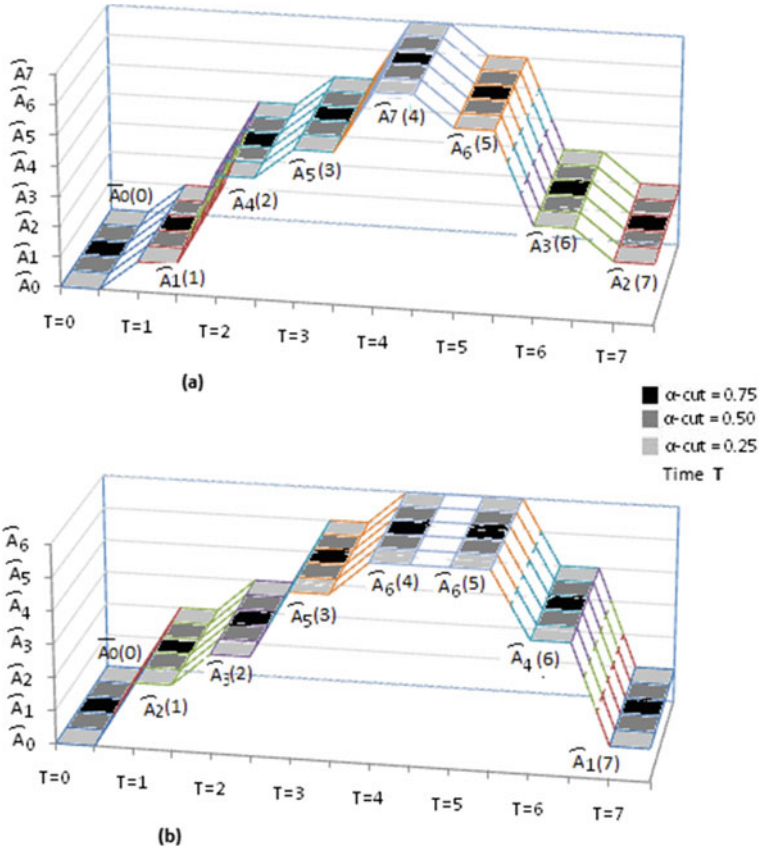 Â7
Â6
Â5
Â4
Â3
Â2
Â1
Â0
A̅0(0)
Â1(1)
Â4(2)
Â5(3)
Â7(4)
Â6(5)
Â3(6)
Â2(7)
T=0 T=1 T=2 T=3 T=4 T=5 T=6 T=7
(a)
α-cut = 0.75
α-cut = 0.50
α-cut = 0.25
Time T
Â6
Â5
Â4
Â3
Â2
Â1
Â0
A̅0(0)
Â2(1)
Â3(2)
Â5(3)
Â6(4)
Â6(5)
Â4(6)
Â1(7)
T=0 T=1 T=2 T=3 T=4 T=5 T=6 T=7
(b)